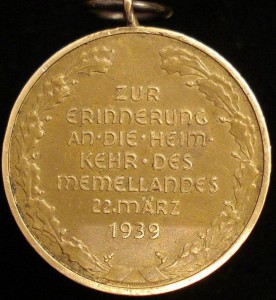 ZUR
ERINNERUNG
AN·DIE·HEIM-
KEHR·DES
MEMELLANDES
22.MÄRZ
1939